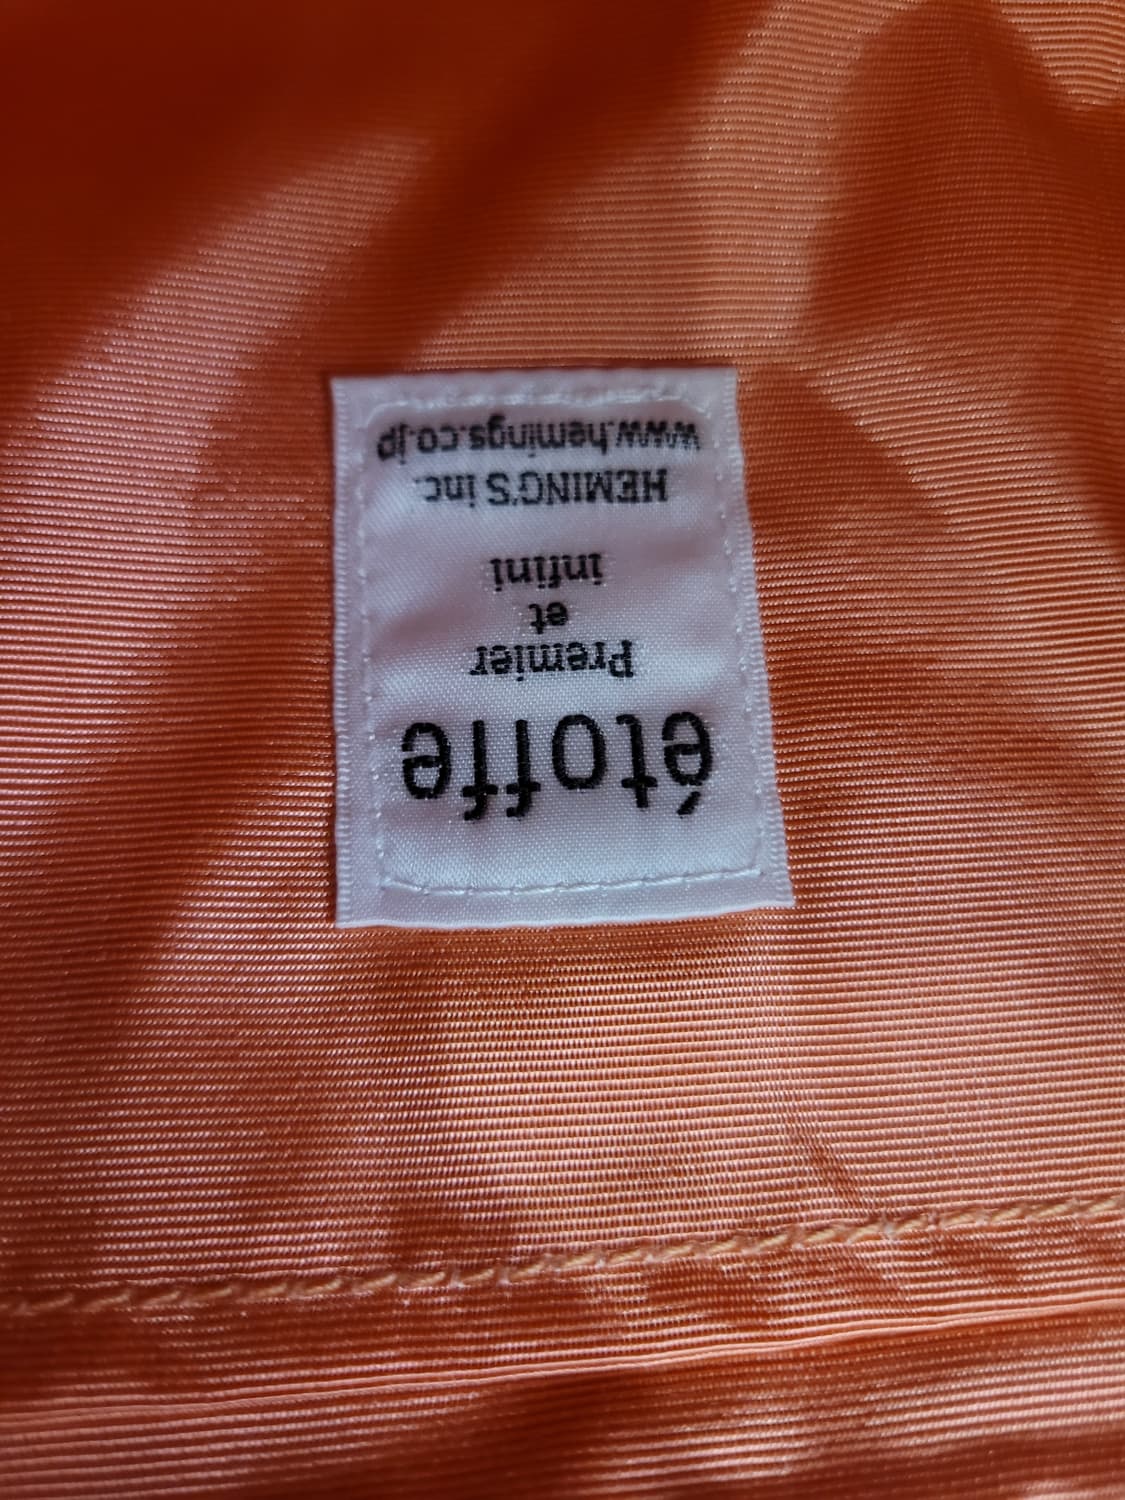 étoffe
Premier
et
infini
HEMING'S inc.
www.hemings.co.jp